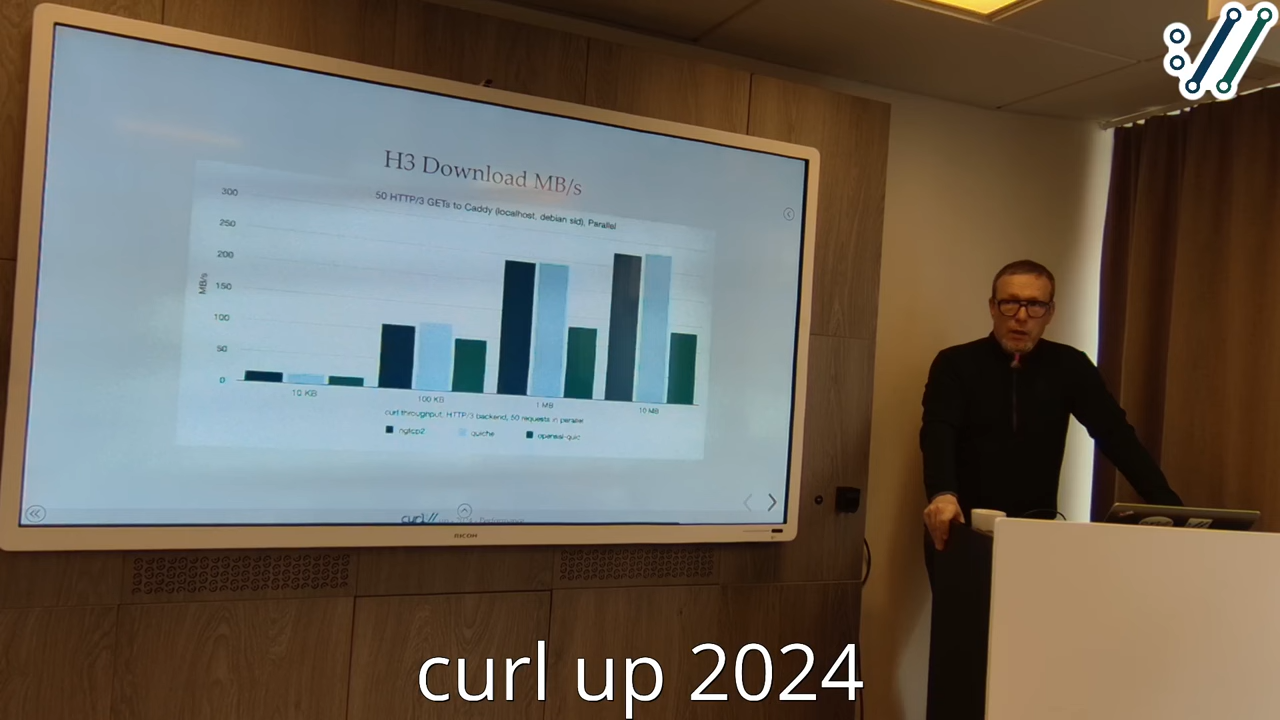 H3 Download MB/s
50 HTTP/3 GETs to Caddy (localhost, debian sid), Parallel
300
250
200
150
100
50
0
MB/s
10 KB
100 KB
1 MB
10 MB
curl throughput, HTTP/3 backend, 50 requests in parallel
ngtcp2 quiche openssl-quic
curl:// 2024 - Performance
RICOH
curl up 2024